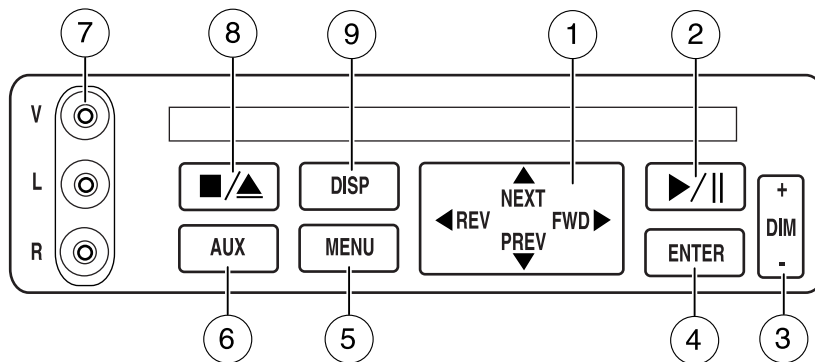 7 8 9 1 2
V
L
R
DISP
NEXT
REV FWD
PREV
+
DIM
-
AUX MENU ENTER
6 5 4 3